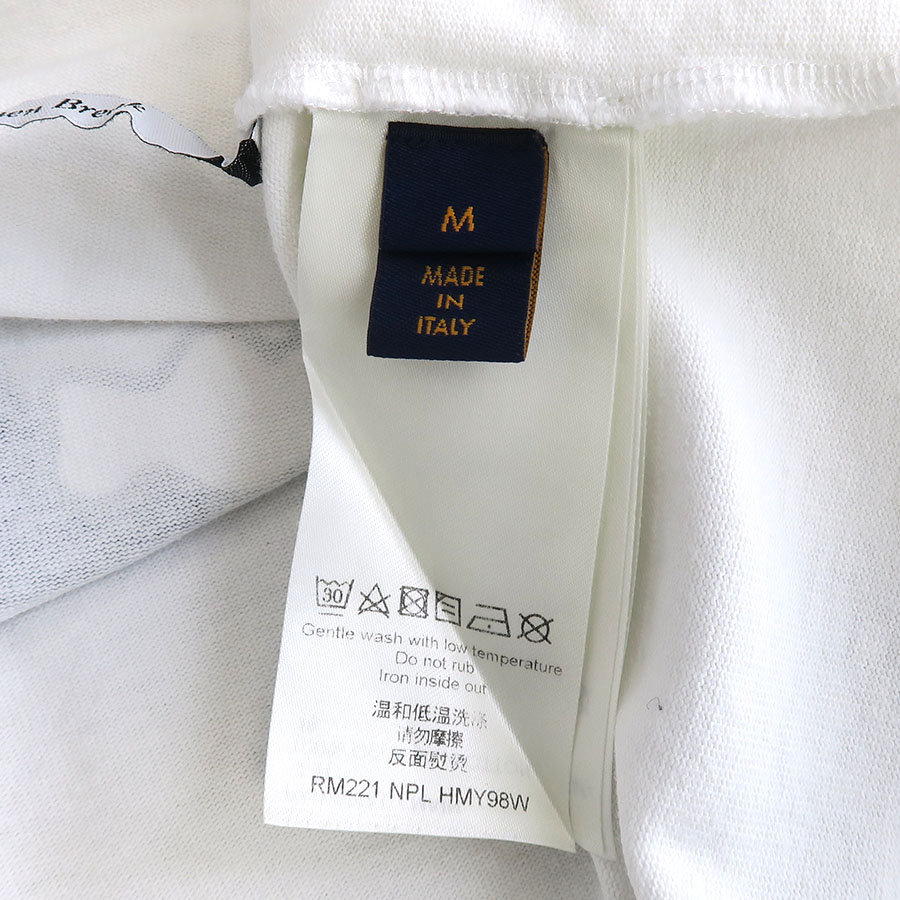 M
MADE
IN
ITALY
30
Gentle wash with low temperature
Do not rub
Iron inside out
温和低温洗涤
请勿摩擦
反面熨烫
RM221 NPL HMY98W